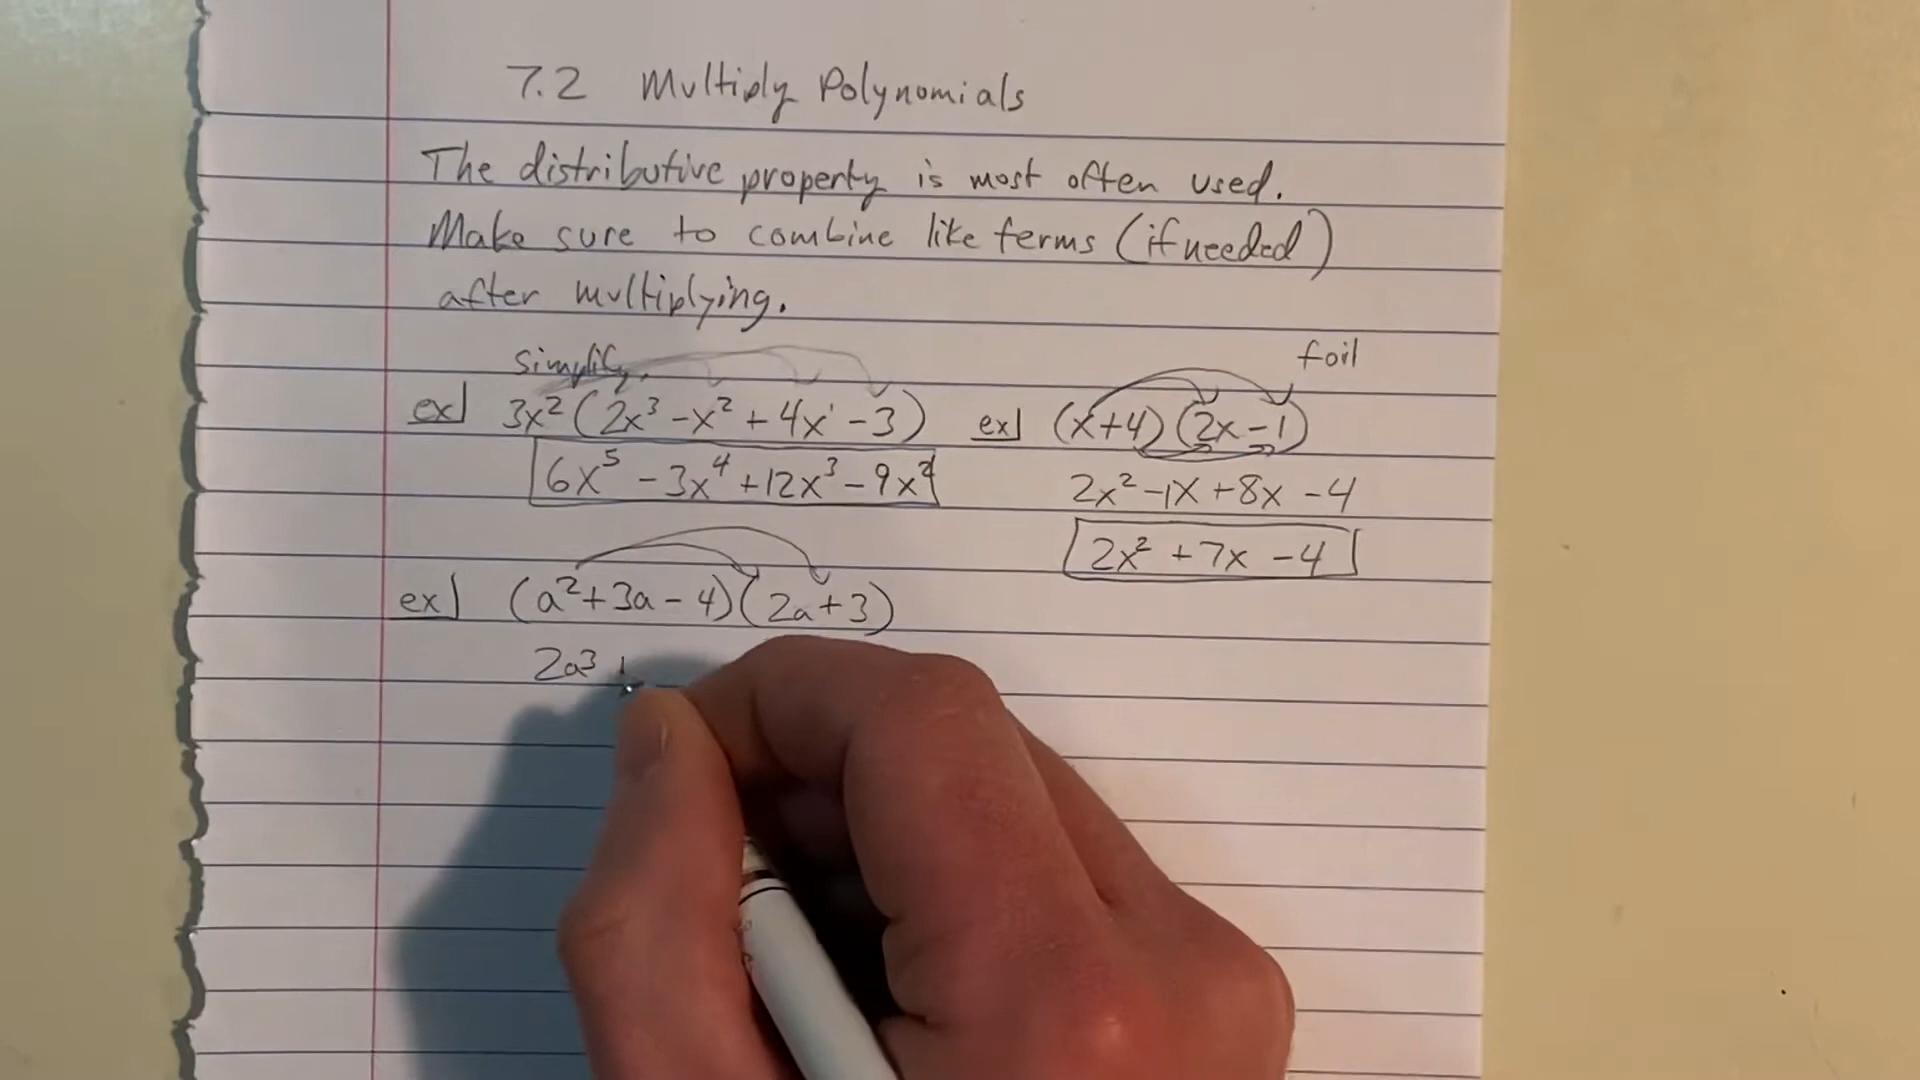 7.2 Multiply Polynomials
The distributive property is most often used.
Make sure to combine like terms (if needed)
after multiplying.
simplify.
ex] 3x²(2x³-x²+4x¹-3)
6x⁵-3x⁴+12x³-9x²
foil
ex] (x+4)(2x-1)
2x²-1x+8x-4
2x²+7x-4
ex] (a²+3a-4)(2a+3)
2a³ +